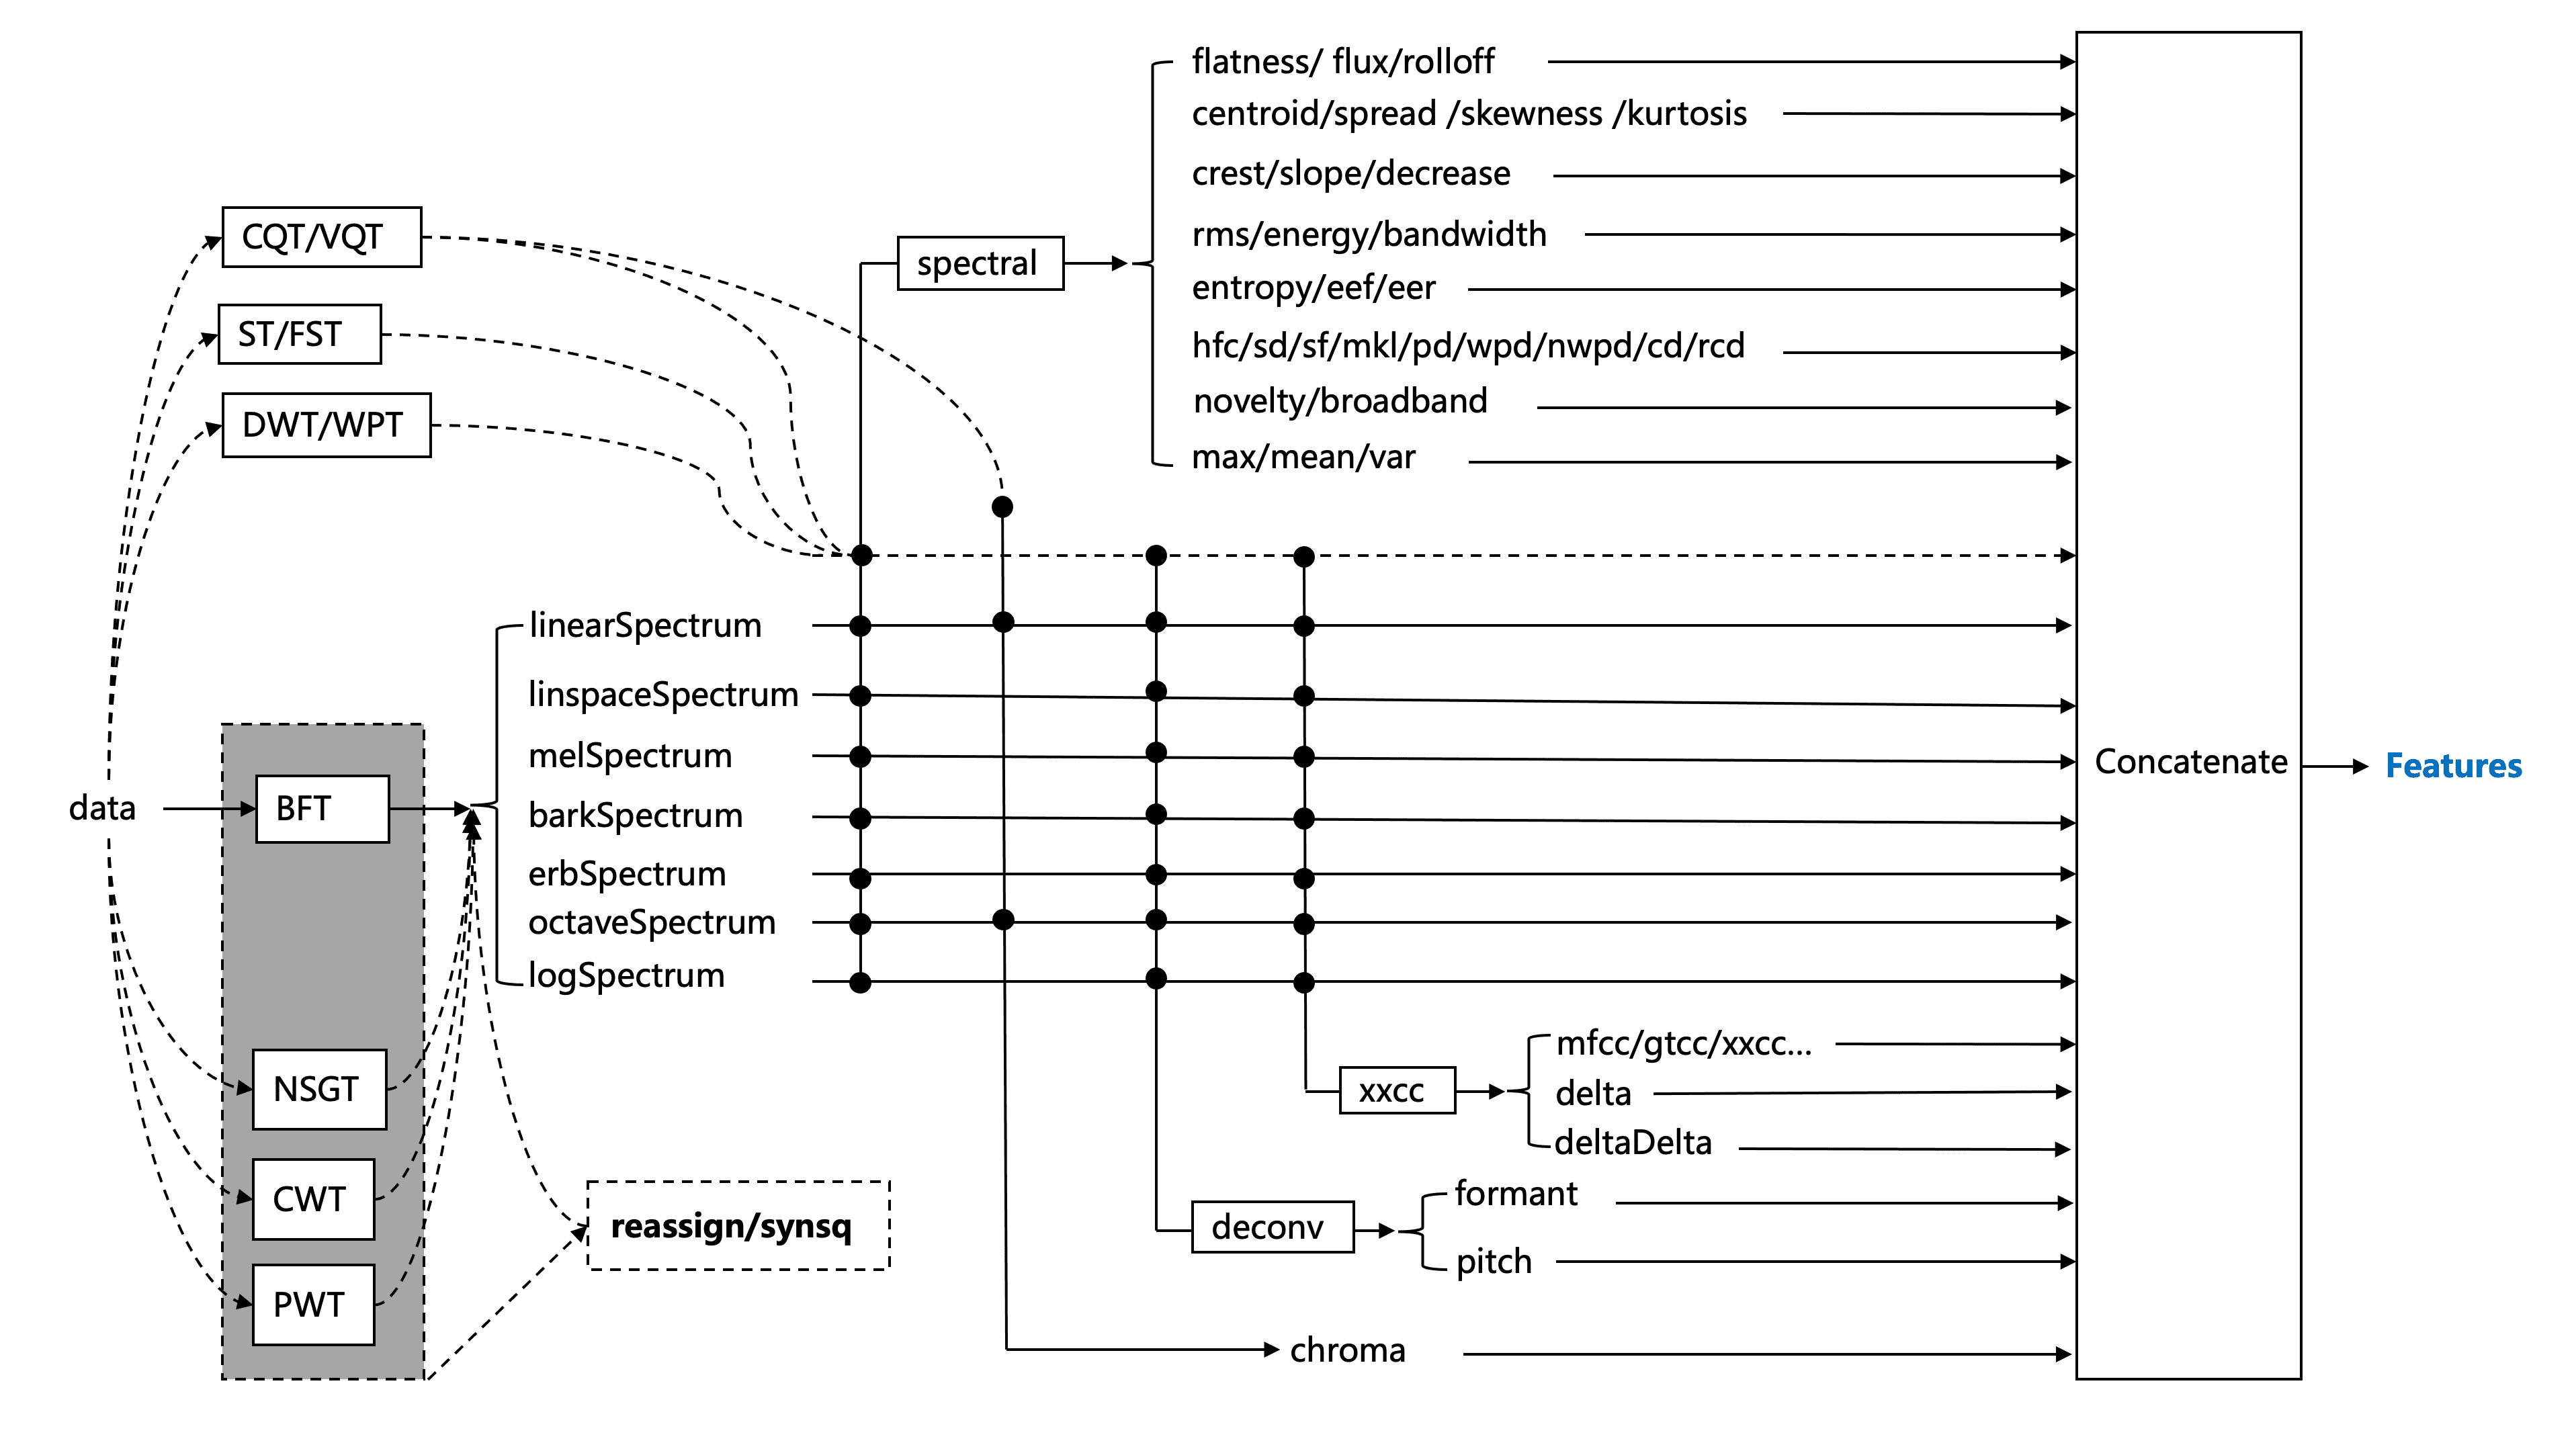 flatness/ flux/rolloff
centroid/spread /skewness /kurtosis
crest/slope/decrease
CQT/VQT
spectral
rms/energy/bandwidth
entropy/eef/eer
ST/FST
hfc/sd/sf/mkl/pd/wpd/nwpd/cd/rcd
DWT/WPT
novelty/broadband
max/mean/var
linearSpectrum
linspaceSpectrum
melSpectrum
Concatenate
Features
data
BFT
barkSpectrum
erbSpectrum
octaveSpectrum
logSpectrum
NSGT
xxcc
mfcc/gtcc/xxcc...
delta
deltaDelta
CWT
reassign/synsq
deconv
formant
pitch
PWT
chroma